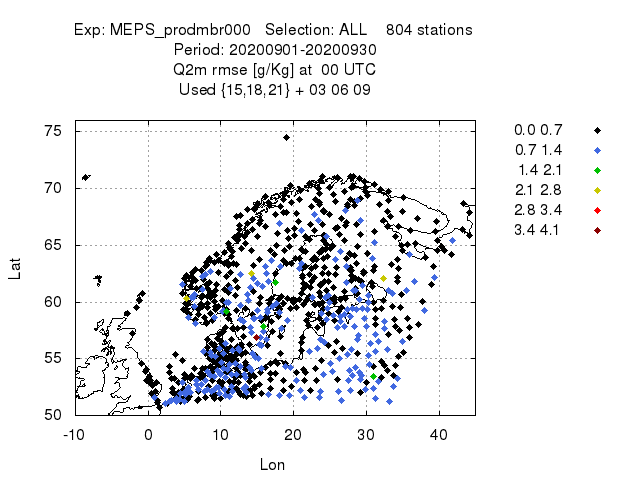 Exp: MEPS_prodmbr000   Selection: ALL    804 stations
Period: 20200901-20200930
Q2m rmse [g/Kg] at  00 UTC
Used {15,18,21} + 03 06 09
75
70
65
60
55
50
Lat
-10 0 10 20 30 40
Lon
0.0 0.7
0.7 1.4
1.4 2.1
2.1 2.8
2.8 3.4
3.4 4.1